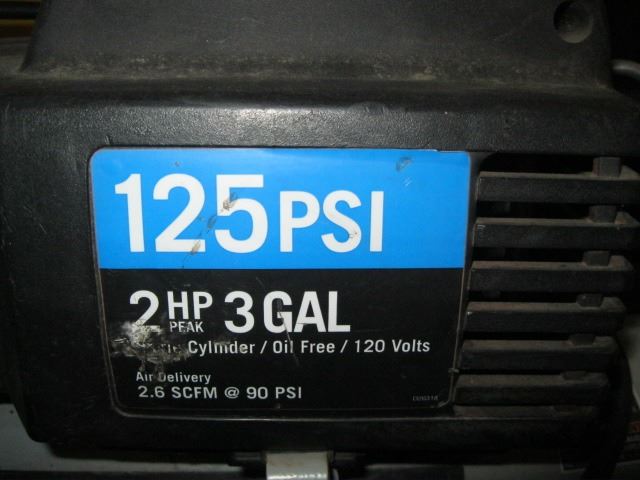 125 PSI
2 HP PEAK 3 GAL
Cylinder / Oil Free / 120 Volts
Air Delivery
2.6 SCFM @ 90 PSI